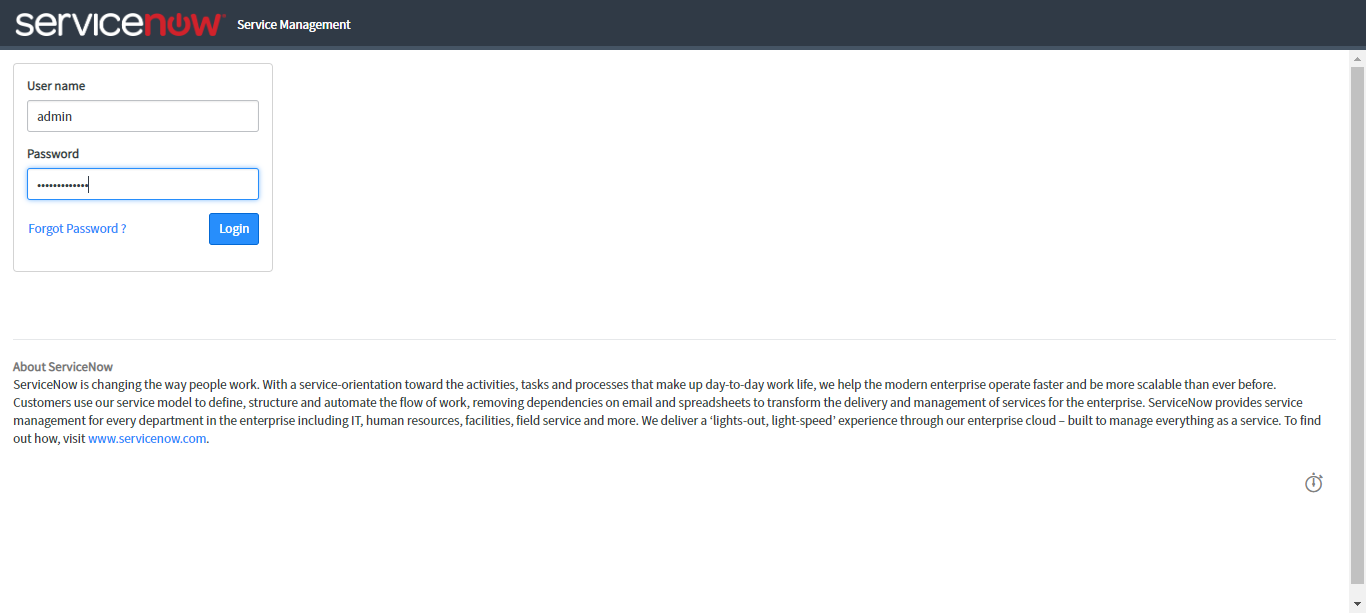 servicenow Service Management
User name
admin
Password
•••••••••••••
Forgot Password ?
Login
About ServiceNow
ServiceNow is changing the way people work. With a service-orientation toward the activities, tasks and processes that make up day-to-day work life, we help the modern enterprise operate faster and be more scalable than ever before.
Customers use our service model to define, structure and automate the flow of work, removing dependencies on email and spreadsheets to transform the delivery and management of services for the enterprise. ServiceNow provides service
management for every department in the enterprise including IT, human resources, facilities, field service and more. We deliver a ‘lights-out, light-speed’ experience through our enterprise cloud – built to manage everything as a service. To find
out how, visit www.servicenow.com.